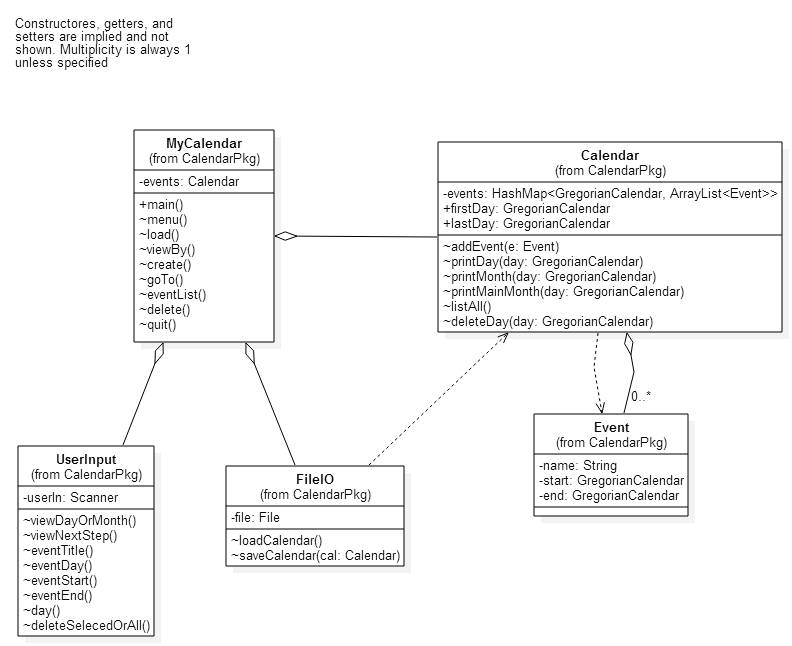 Constructores, getters, and
setters are implied and not
shown. Multiplicity is always 1
unless specified
MyCalendar
(from CalendarPkg)
-events: Calendar
+main()
~menu()
~load()
~viewBy()
~create()
~goTo()
~eventList()
~delete()
~quit()
Calendar
(from CalendarPkg)
-events: HashMap<GregorianCalendar, ArrayList<Event>>
+firstDay: GregorianCalendar
+lastDay: GregorianCalendar
~addEvent(e: Event)
~printDay(day: GregorianCalendar)
~printMonth(day: GregorianCalendar)
~printMainMonth(day: GregorianCalendar)
~listAll()
~deleteDay(day: GregorianCalendar)
0..*
UserInput
(from CalendarPkg)
-userIn: Scanner
~viewDayOrMonth()
~viewNextStep()
~eventTitle()
~eventDay()
~eventStart()
~eventEnd()
~day()
~deleteSelecedOrAll()
FileIO
(from CalendarPkg)
-file: File
~loadCalendar()
~saveCalendar(cal: Calendar)
Event
(from CalendarPkg)
-name: String
-start: GregorianCalendar
-end: GregorianCalendar